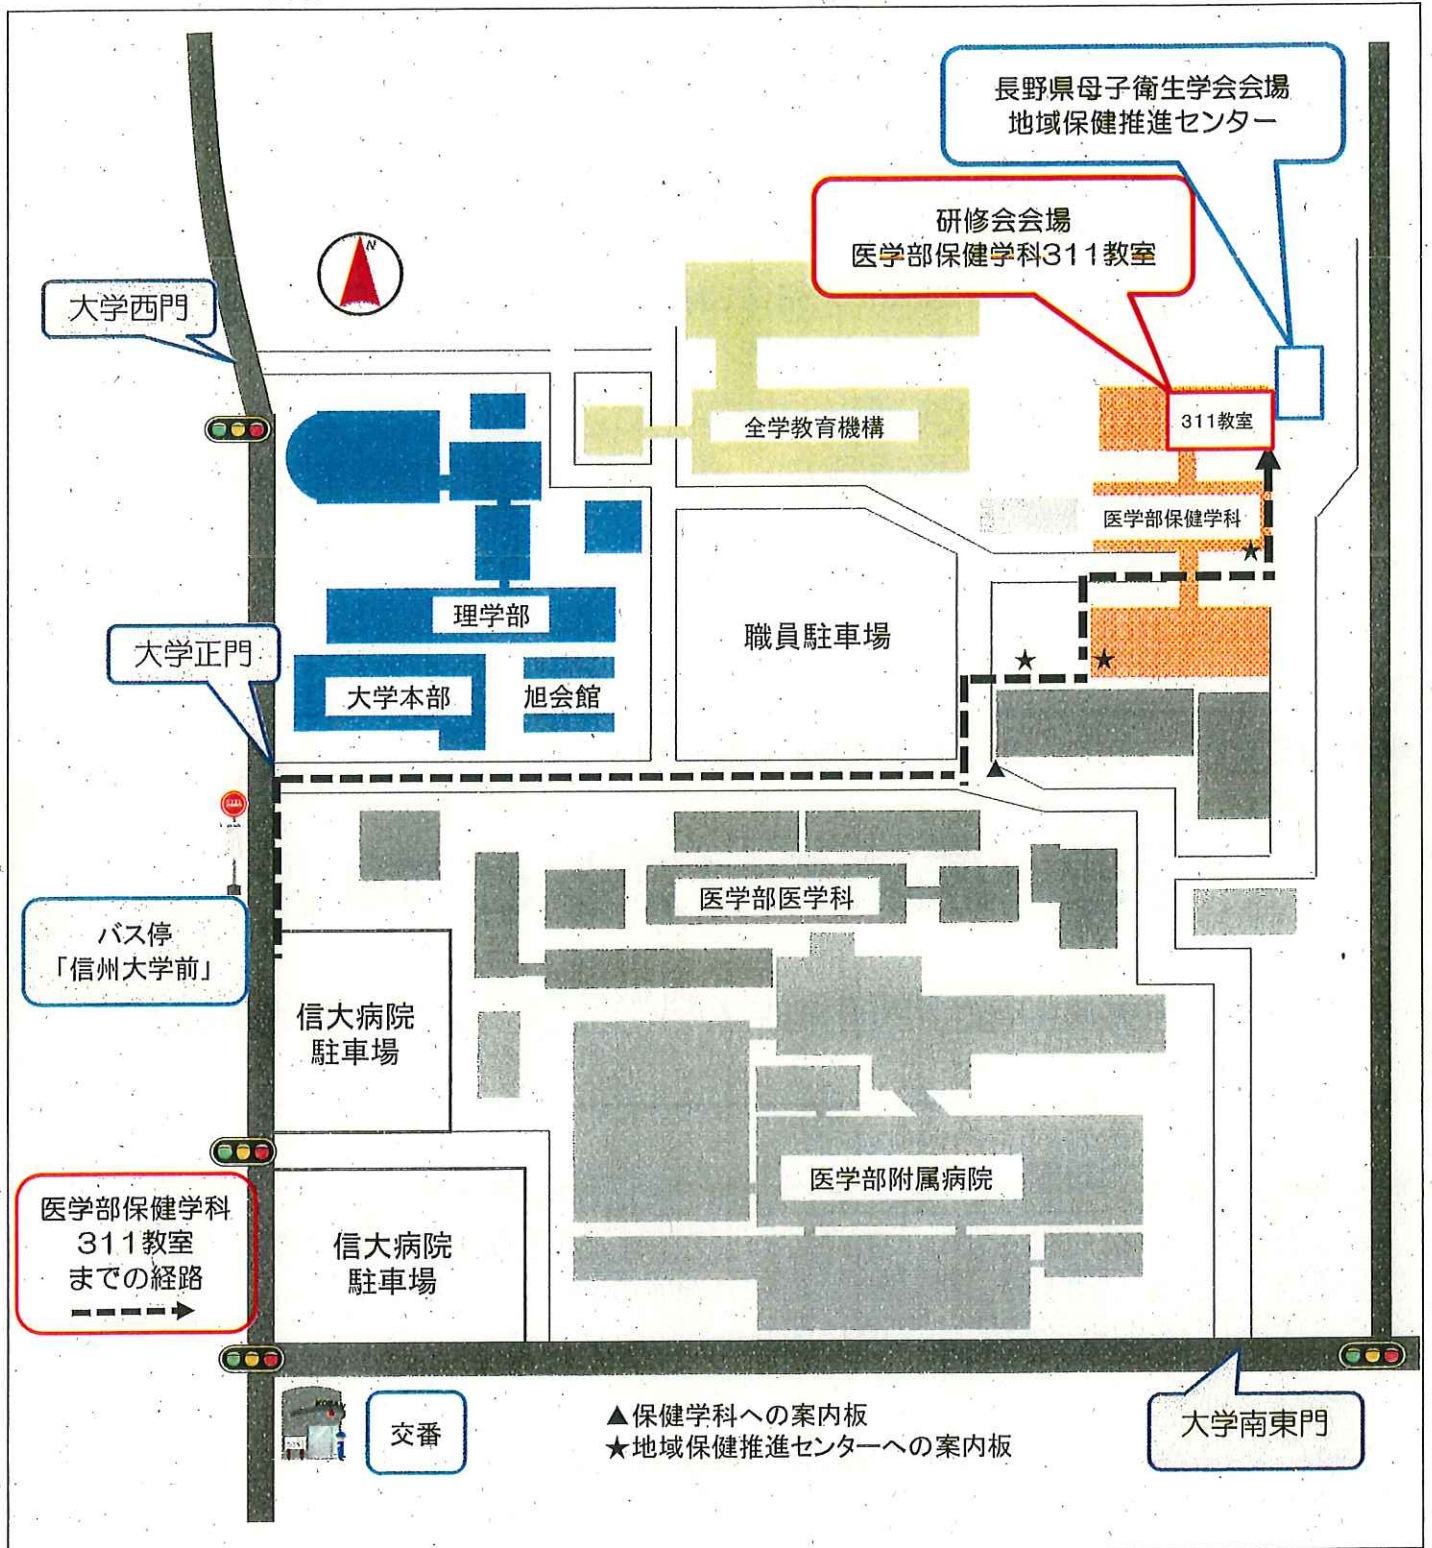 長野県母子衛生学会会場
地域保健推進センター
研修会会場
医学部保健学科311教室
N
大学西門
311教室
全学教育機構
医学部保健学科
理学部
職員駐車場
大学正門
大学本部
旭会館
医学部医学科
バス停
「信州大学前」
信大病院
駐車場
医学部附属病院
医学部保健学科
311教室
までの経路
信大病院
駐車場
KOBAN
交番
▲保健学科への案内板
★地域保健推進センターへの案内板
大学南東門